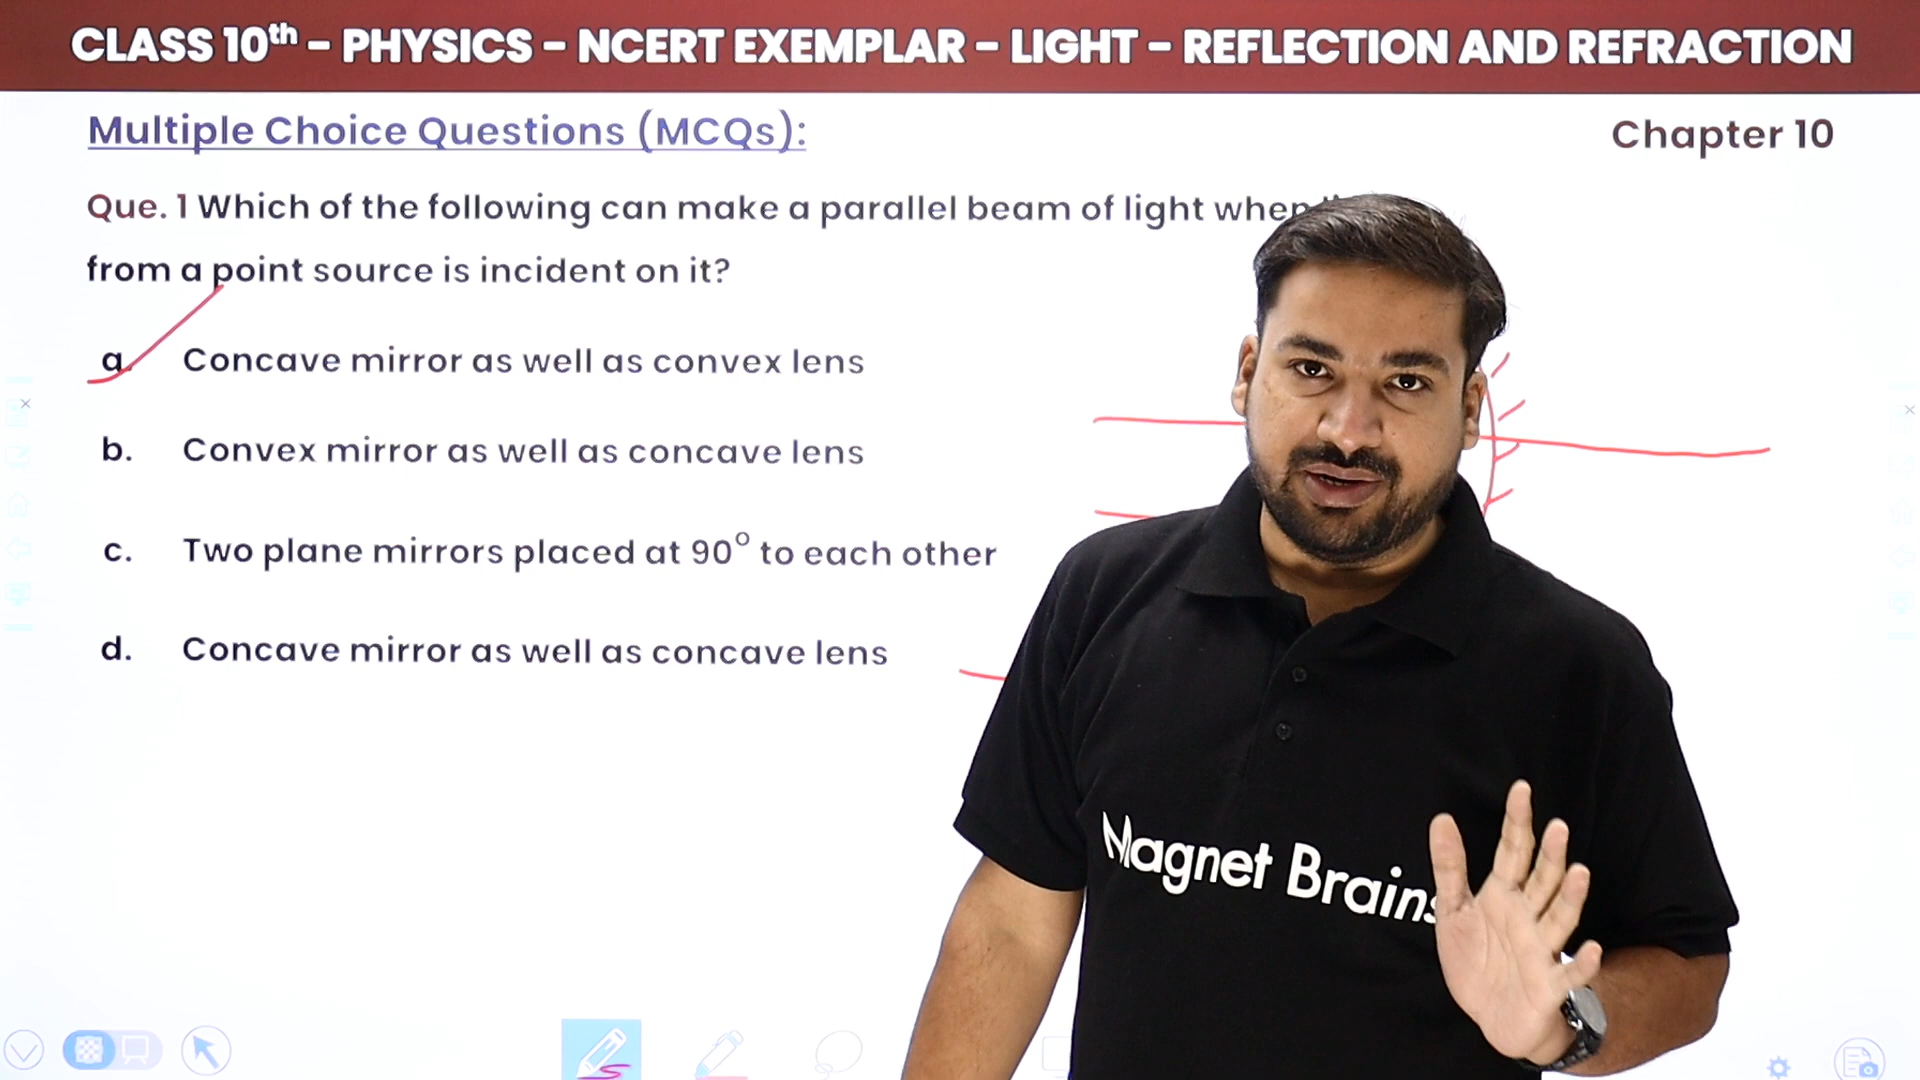 CLASS 10th – PHYSICS – NCERT EXEMPLAR – LIGHT – REFLECTION AND REFRACTION
Multiple Choice Questions (MCQs):
Chapter 10
Que. 1 Which of the following can make a parallel beam of light when
from a point source is incident on it?
a. Concave mirror as well as convex lens
b. Convex mirror as well as concave lens
c. Two plane mirrors placed at 90° to each other
d. Concave mirror as well as concave lens
Magnet Brains